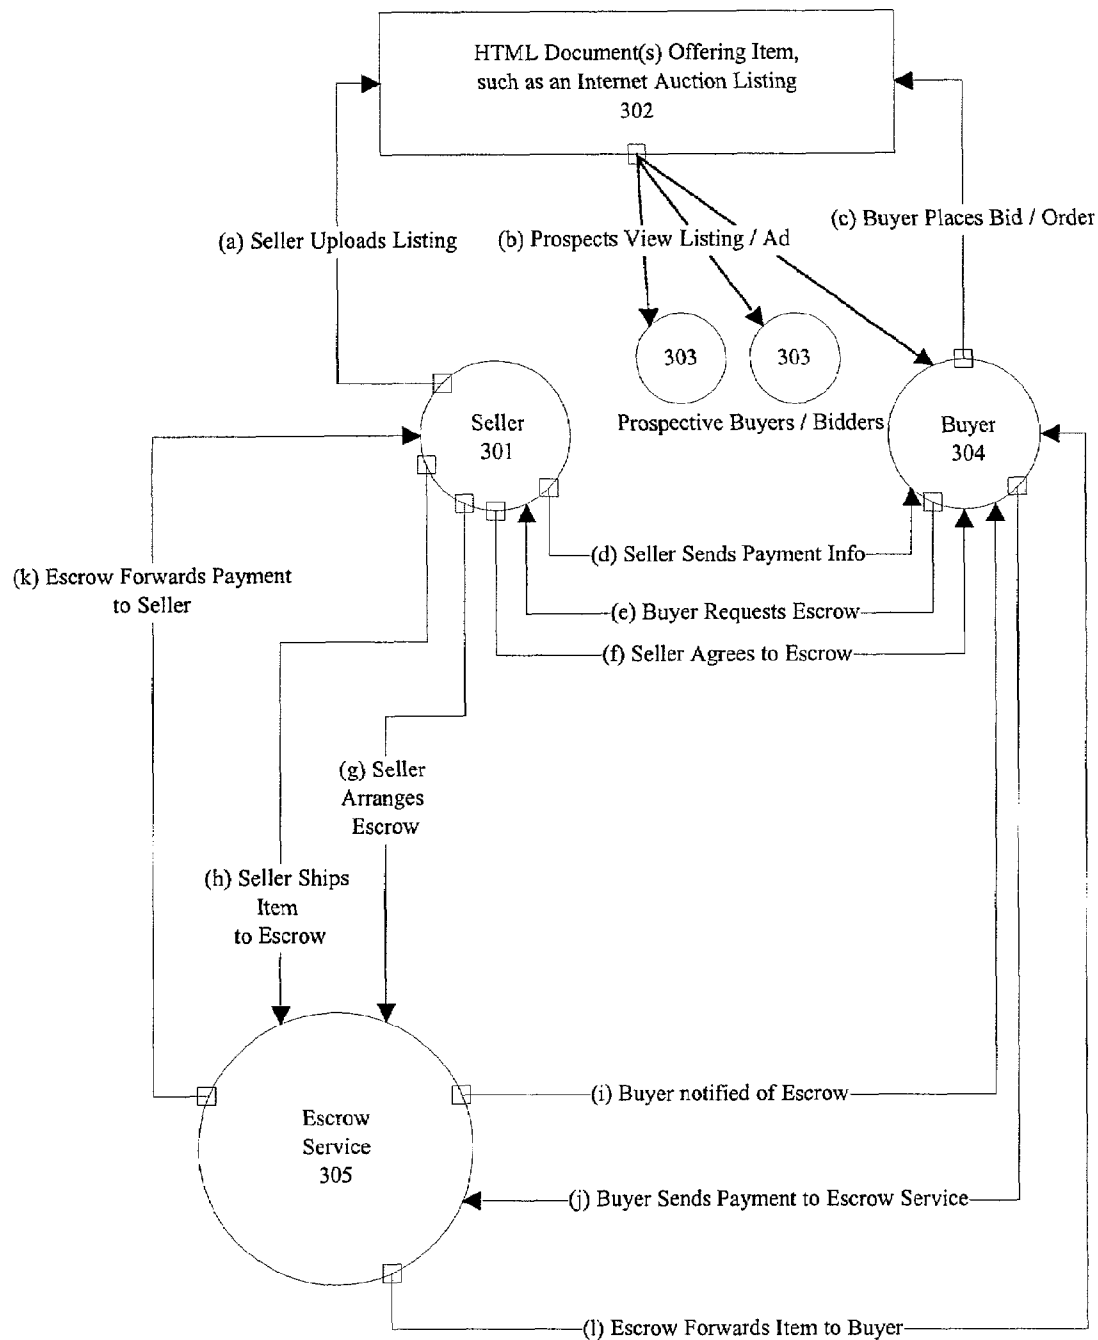 HTML Document(s) Offering Item,
such as an Internet Auction Listing
302
(c) Buyer Places Bid / Order
(a) Seller Uploads Listing
(b) Prospects View Listing / Ad
303
303
Prospective Buyers / Bidders
Seller
301
Buyer
304
(d) Seller Sends Payment Info
(k) Escrow Forwards Payment
to Seller
(e) Buyer Requests Escrow
(f) Seller Agrees to Escrow
(g) Seller
Arranges
Escrow
(h) Seller Ships
Item
to Escrow
(i) Buyer notified of Escrow
Escrow
Service
305
(j) Buyer Sends Payment to Escrow Service
(l) Escrow Forwards Item to Buyer